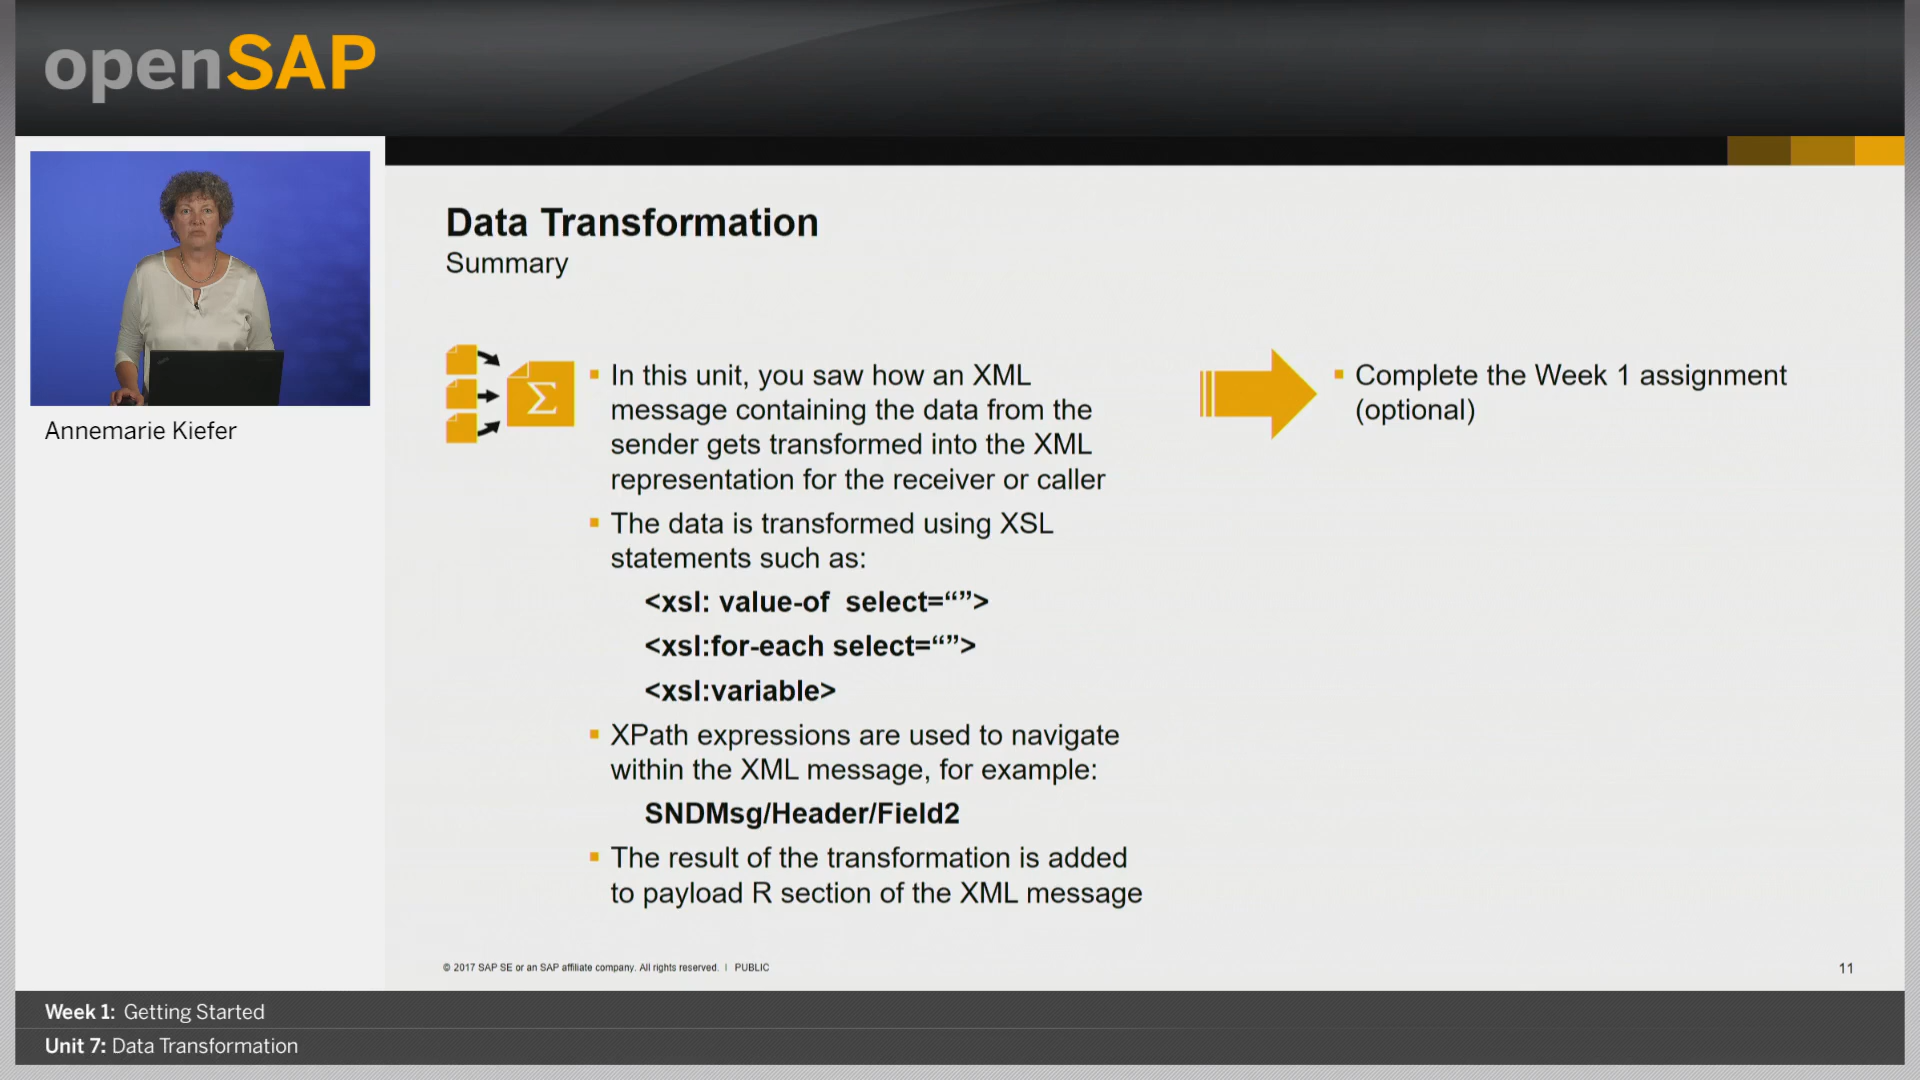 openSAP
Annemarie Kiefer
Data Transformation
Summary
Σ
In this unit, you saw how an XML
message containing the data from the
sender gets transformed into the XML
representation for the receiver or caller
The data is transformed using XSL
statements such as:
<xsl: value-of  select=“”>
<xsl:for-each select=“”>
<xsl:variable>
XPath expressions are used to navigate
within the XML message, for example:
SNDMsg/Header/Field2
The result of the transformation is added
to payload R section of the XML message
Complete the Week 1 assignment
(optional)
© 2017 SAP SE or an SAP affiliate company. All rights reserved. | PUBLIC
11
Week 1: Getting Started
Unit 7: Data Transformation